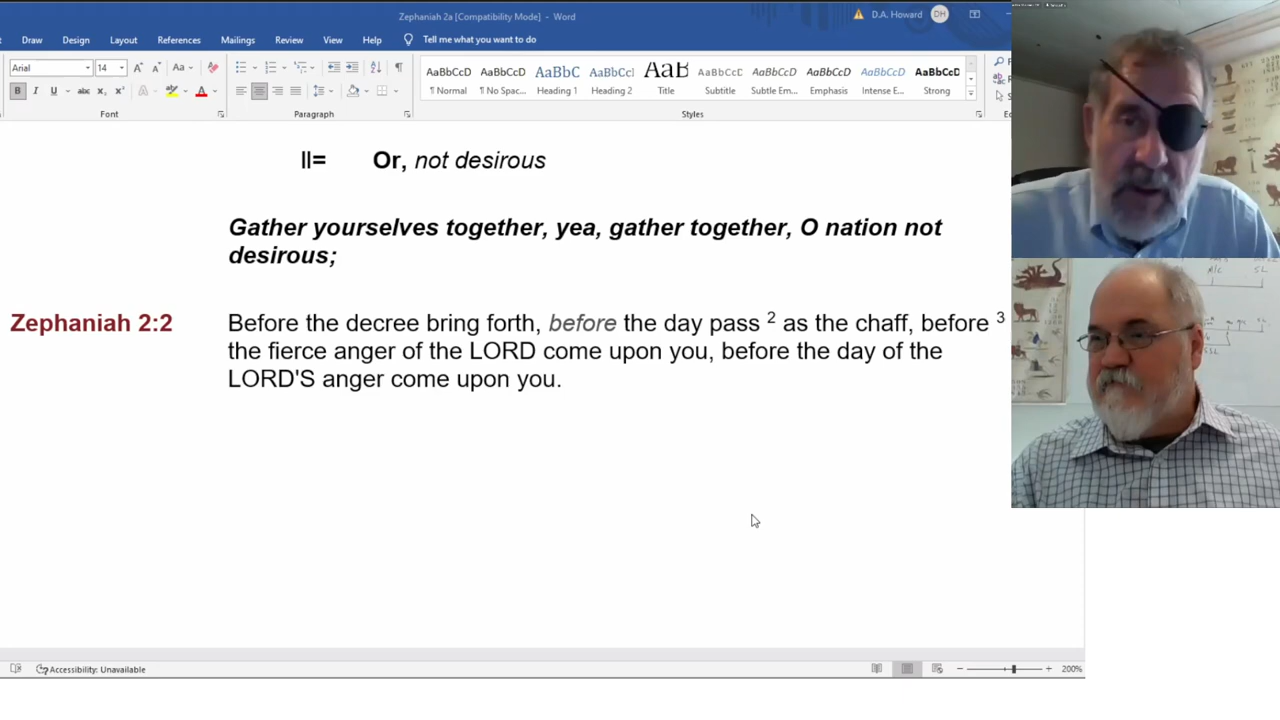 Zephaniah 2a [Compatibility Mode] - Word
D.A. Howard DH
Draw Design Layout References Mailings Review View Help Tell me what you want to do
Arial 14 A A Aa
B I U abc x₂ x² A A
AaBbCcD AaBbCcD AaBbC AaBbCcI AaB AaBbCcD AaBbCcD AaBbCcD AaBbCcD AaBbCcD
¶ Normal ¶ No Spac... Heading 1 Heading 2 Title Subtitle Subtle Em... Emphasis Intense E... Strong
Font Paragraph Styles
||= Or, not desirous
Gather yourselves together, yea, gather together, O nation not
desirous;
Zephaniah 2:2 Before the decree bring forth, before the day pass 2 as the chaff, before 3
the fierce anger of the LORD come upon you, before the day of the
LORD'S anger come upon you.
Accessibility: Unavailable 200%